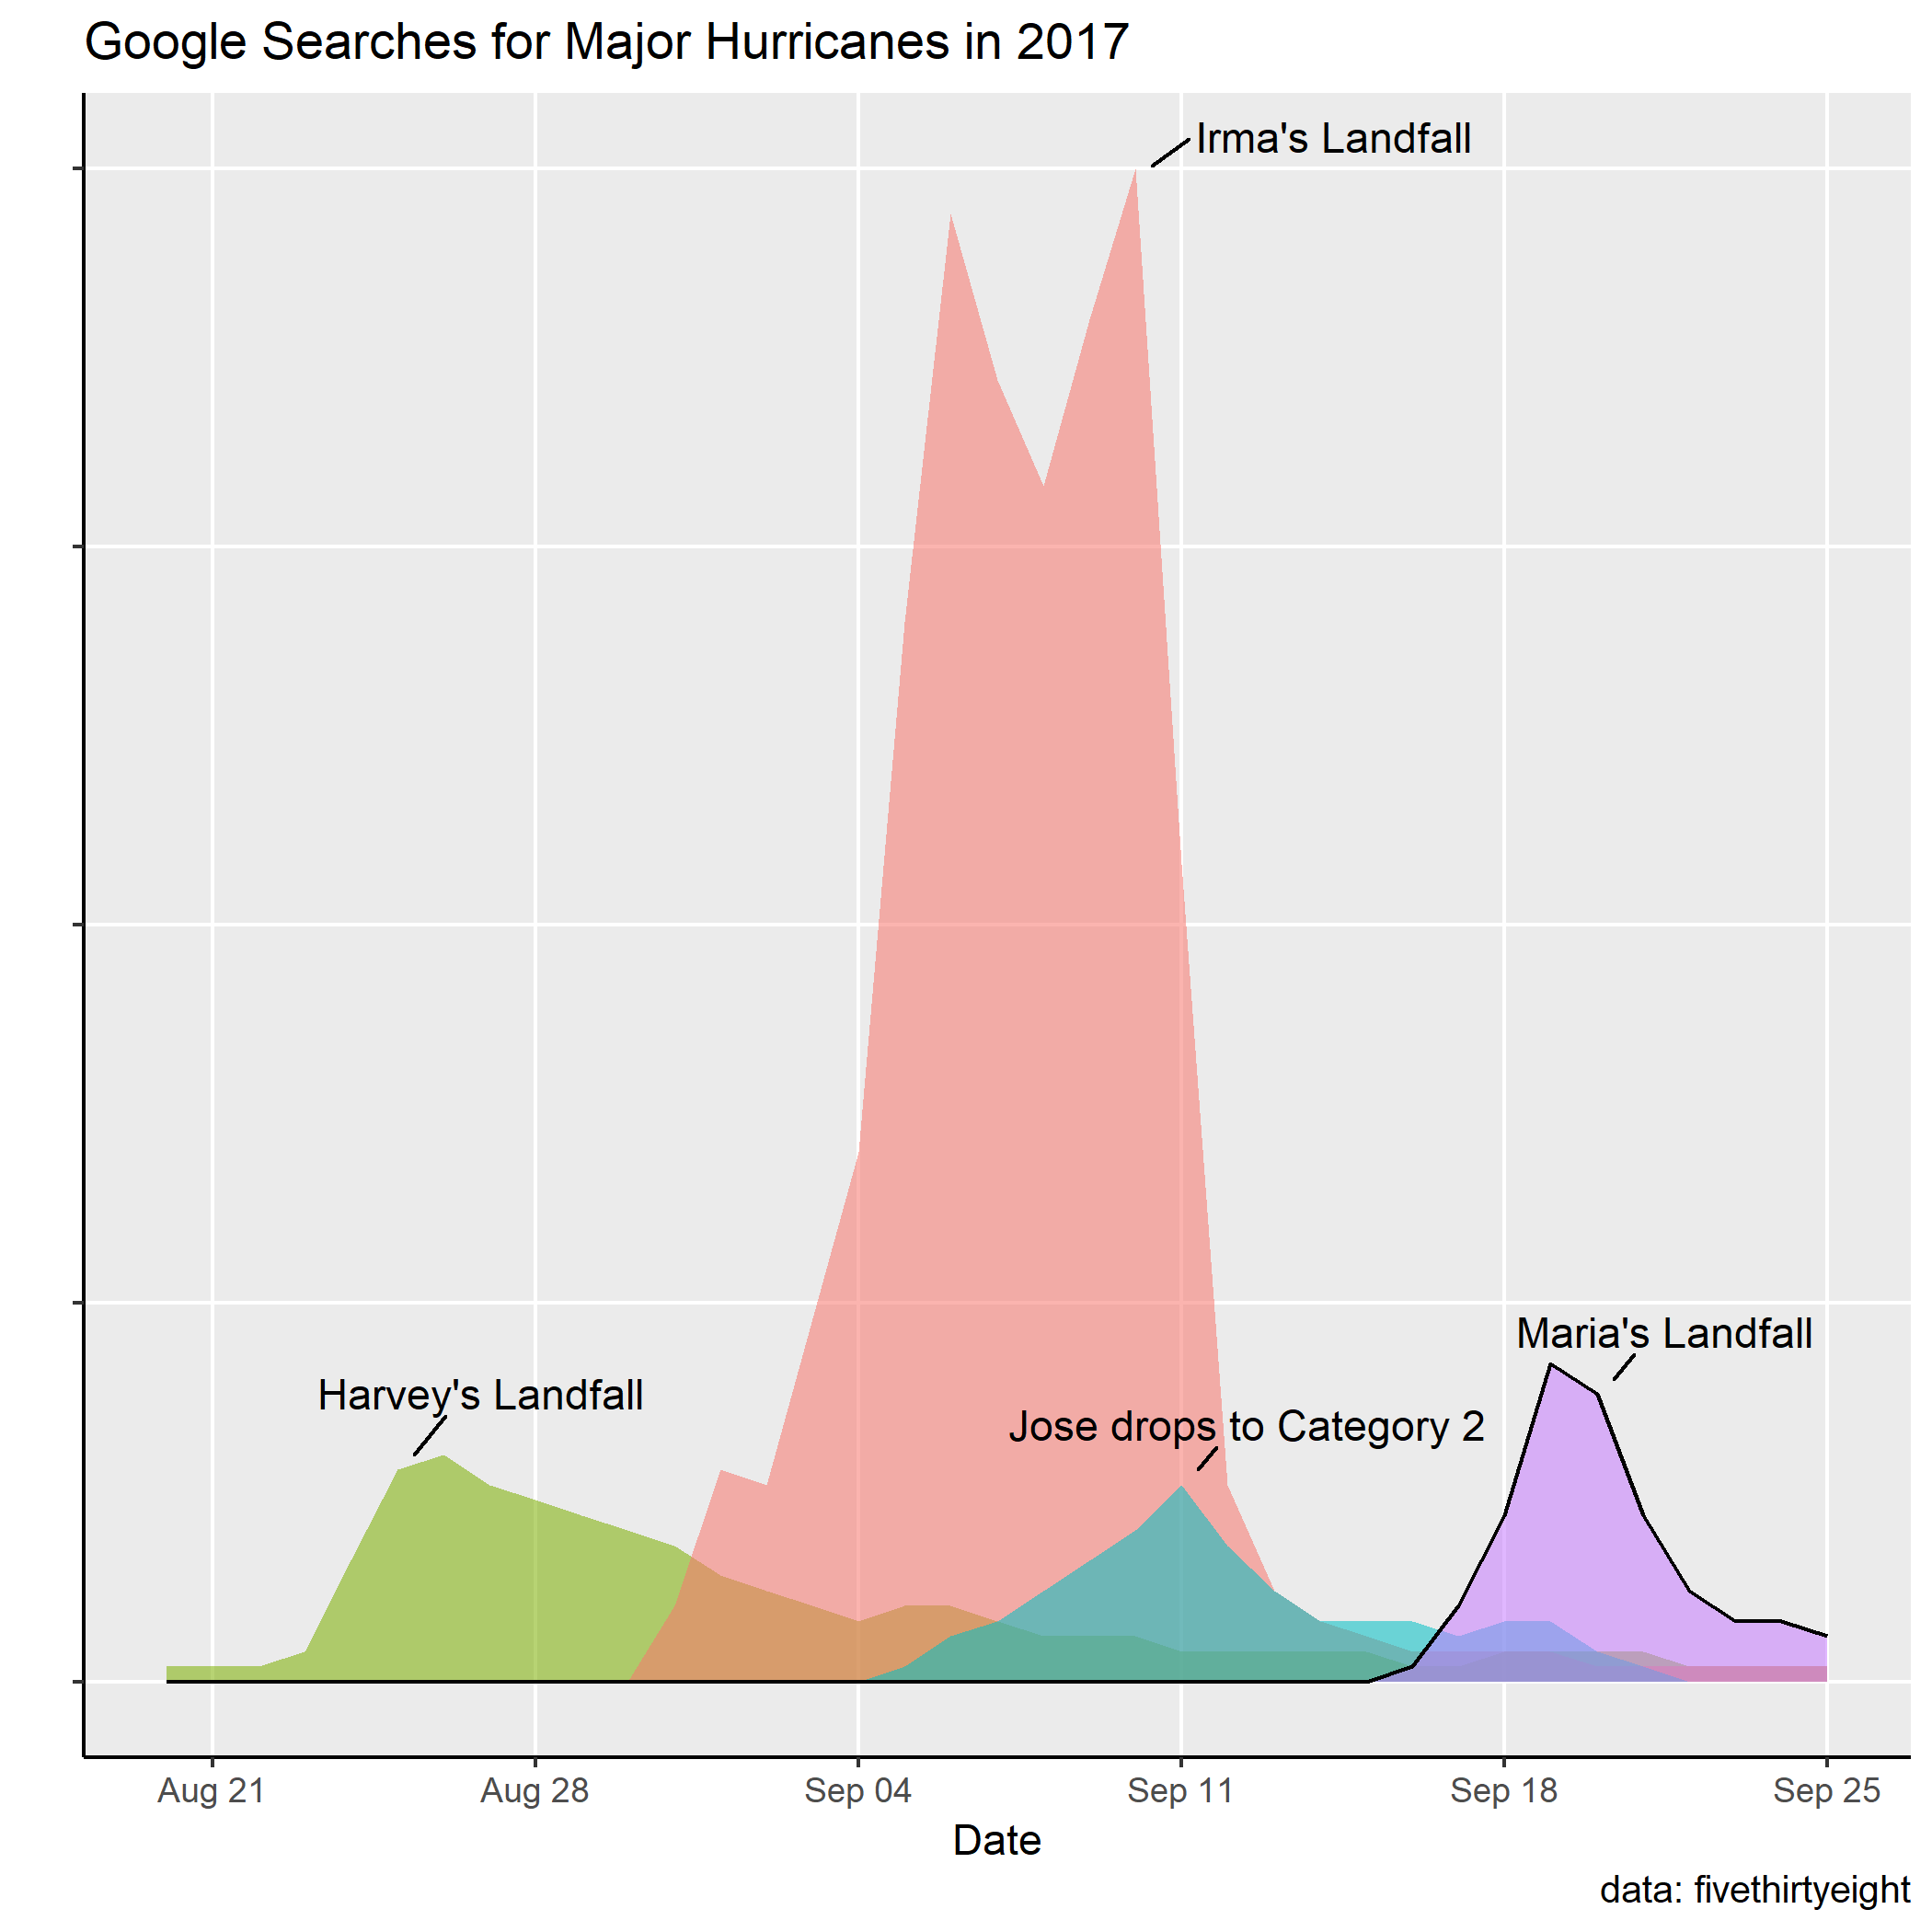 Google Searches for Major Hurricanes in 2017
Irma's Landfall
Maria's Landfall
Harvey's Landfall
Jose drops to Category 2
Aug 21 Aug 28 Sep 04 Sep 11 Sep 18 Sep 25
Date
data: fivethirtyeight